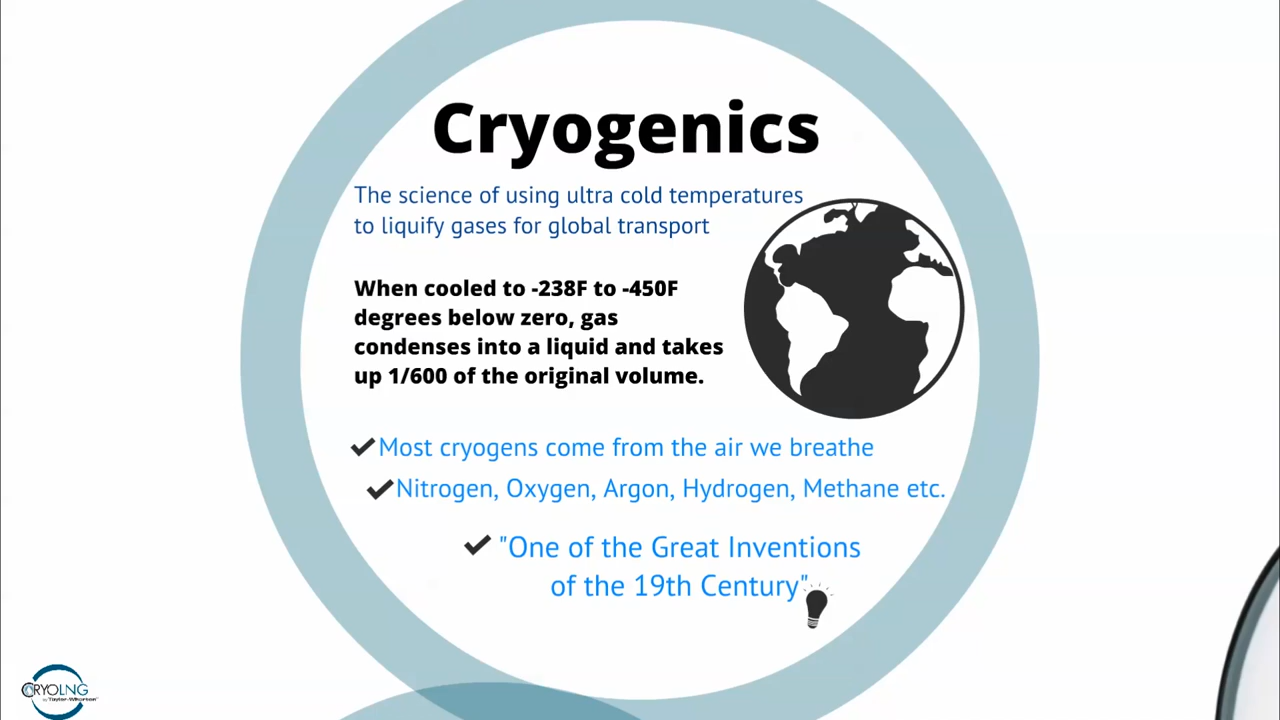 Cryogenics
The science of using ultra cold temperatures
to liquify gases for global transport
When cooled to -238F to -450F
degrees below zero, gas
condenses into a liquid and takes
up 1/600 of the original volume.
Most cryogens come from the air we breathe
Nitrogen, Oxygen, Argon, Hydrogen, Methane etc.
"One of the Great Inventions
of the 19th Century"
CRYOLNG
by Taylor-Wharton